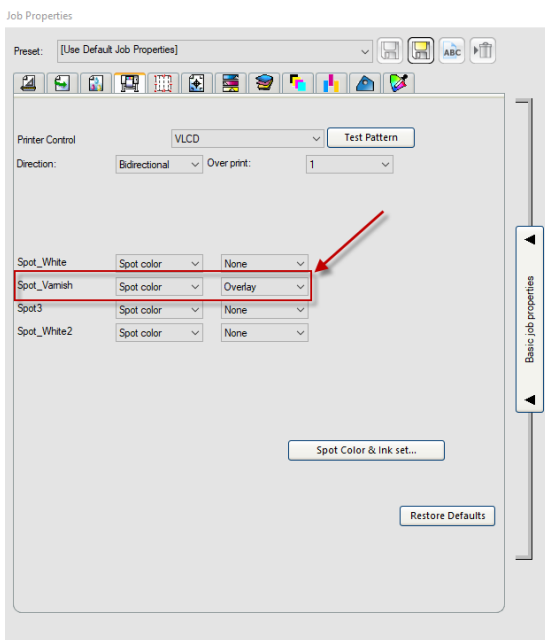 Job Properties
Preset: [Use Default Job Properties] ABC
Printer Control VLCD Test Pattern
Direction: Bidirectional Over print: 1
Spot_White Spot color None
Spot_Varnish Spot color Overlay
Spot3 Spot color None
Spot_White2 Spot color None
Basic job properties
Spot Color & Ink set...
Restore Defaults